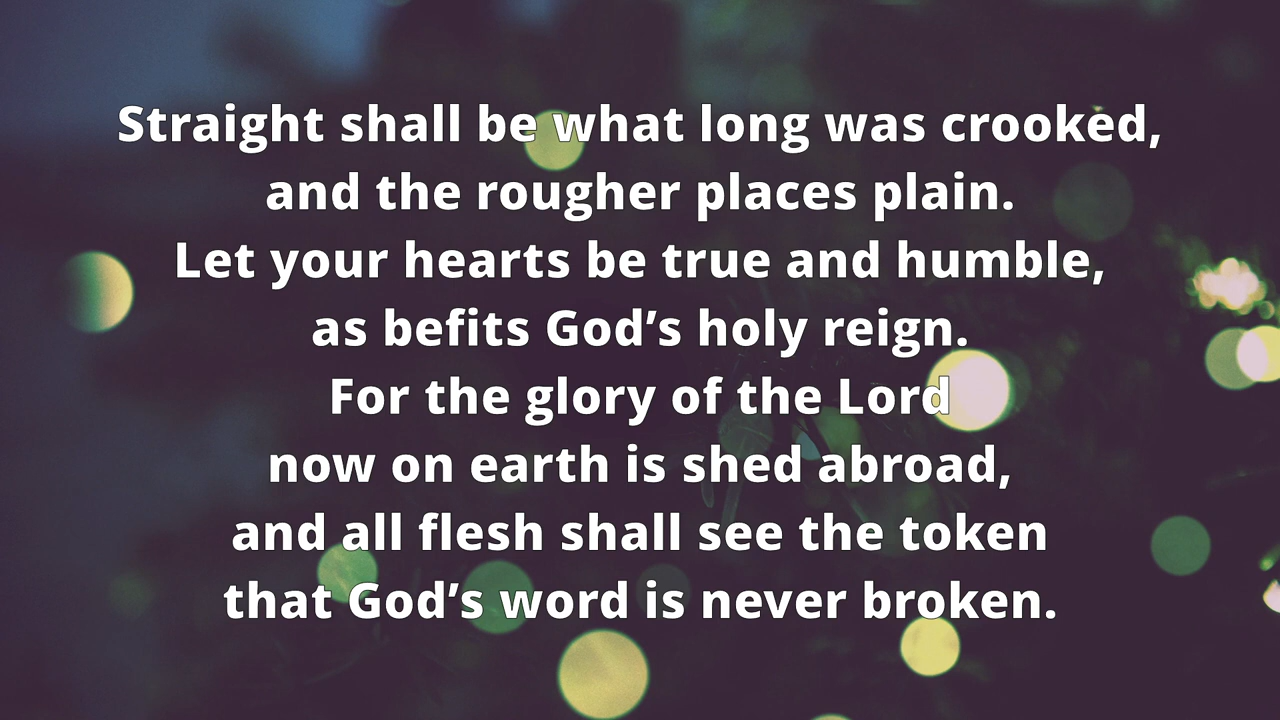 Straight shall be what long was crooked,
and the rougher places plain.
Let your hearts be true and humble,
as befits God’s holy reign.
For the glory of the Lord
now on earth is shed abroad,
and all flesh shall see the token
that God’s word is never broken.